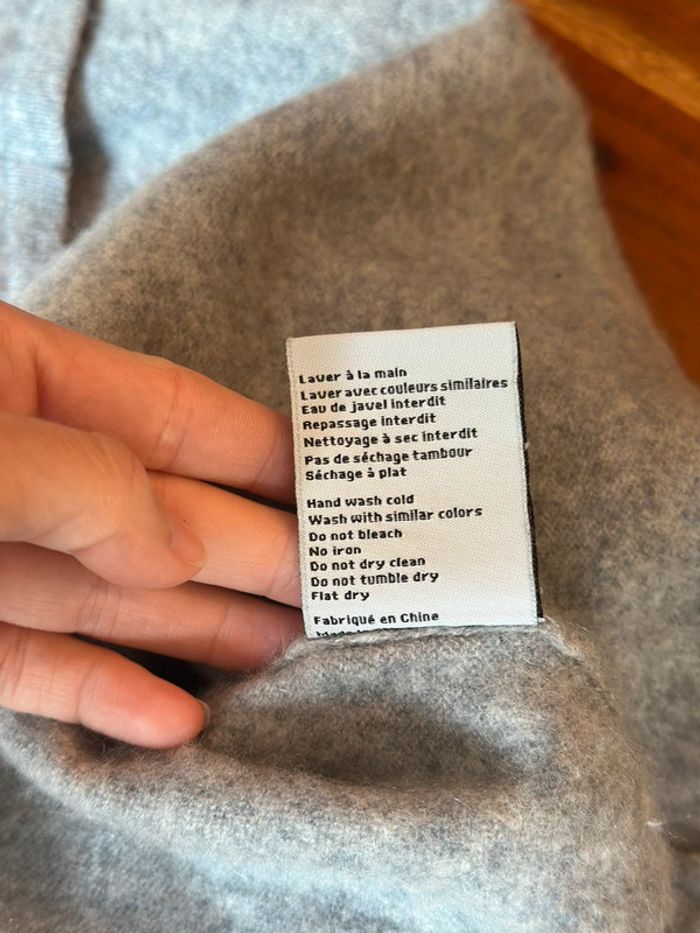 Laver à la main
Laver avec couleurs similaires
Eau de javel interdit
Repassage interdit
Nettoyage à sec interdit
Pas de séchage tambour
Séchage à plat
Hand wash cold
Wash with similar colors
Do not bleach
No iron
Do not dry clean
Do not tumble dry
Flat dry
Fabriqué en Chine